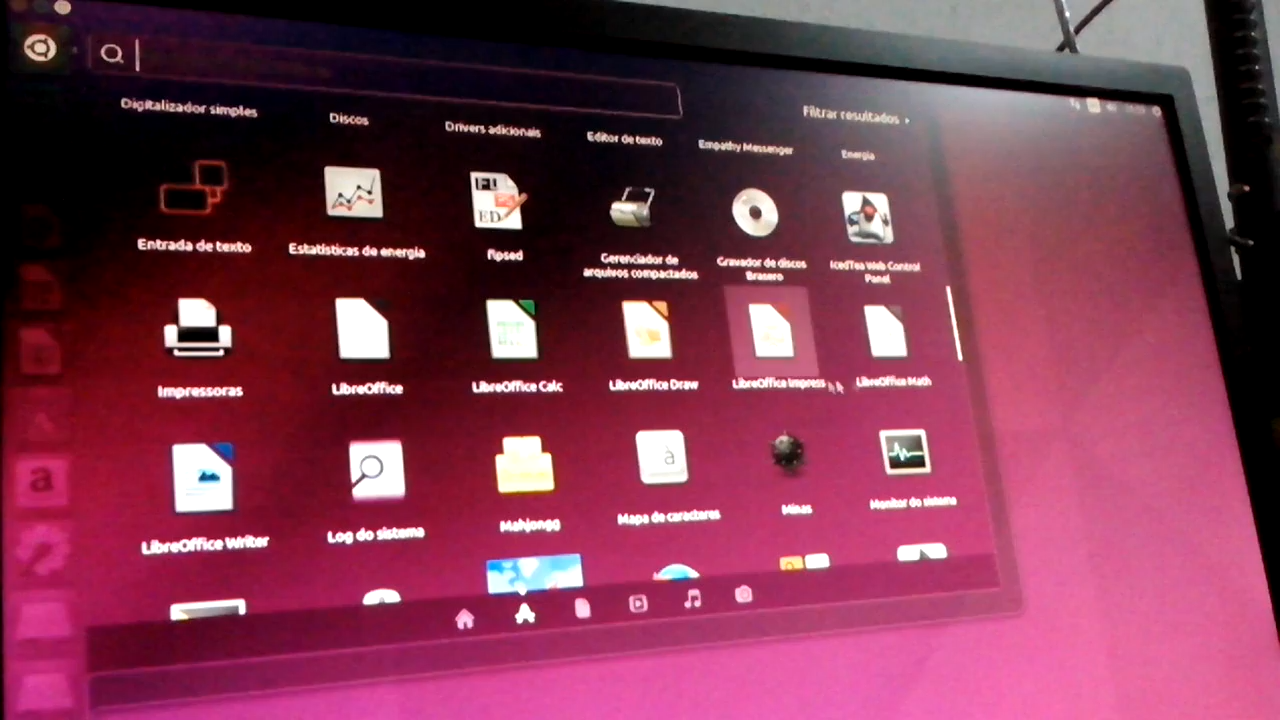 Digitalizador simples
Discos
Drivers adicionais
Editor de texto
Empathy Messenger
Energia
Filtrar resultados
Entrada de texto
Estatísticas de energia
flpsed
Gerenciador de
arquivos compactados
Gravador de discos
Brasero
IcedTea Web Control
Panel
Impressoras
LibreOffice
LibreOffice Calc
LibreOffice Draw
LibreOffice Impress
LibreOffice Math
LibreOffice Writer
Log do sistema
Mahjongg
Mapa de caracteres
Minas
Monitor do sistema